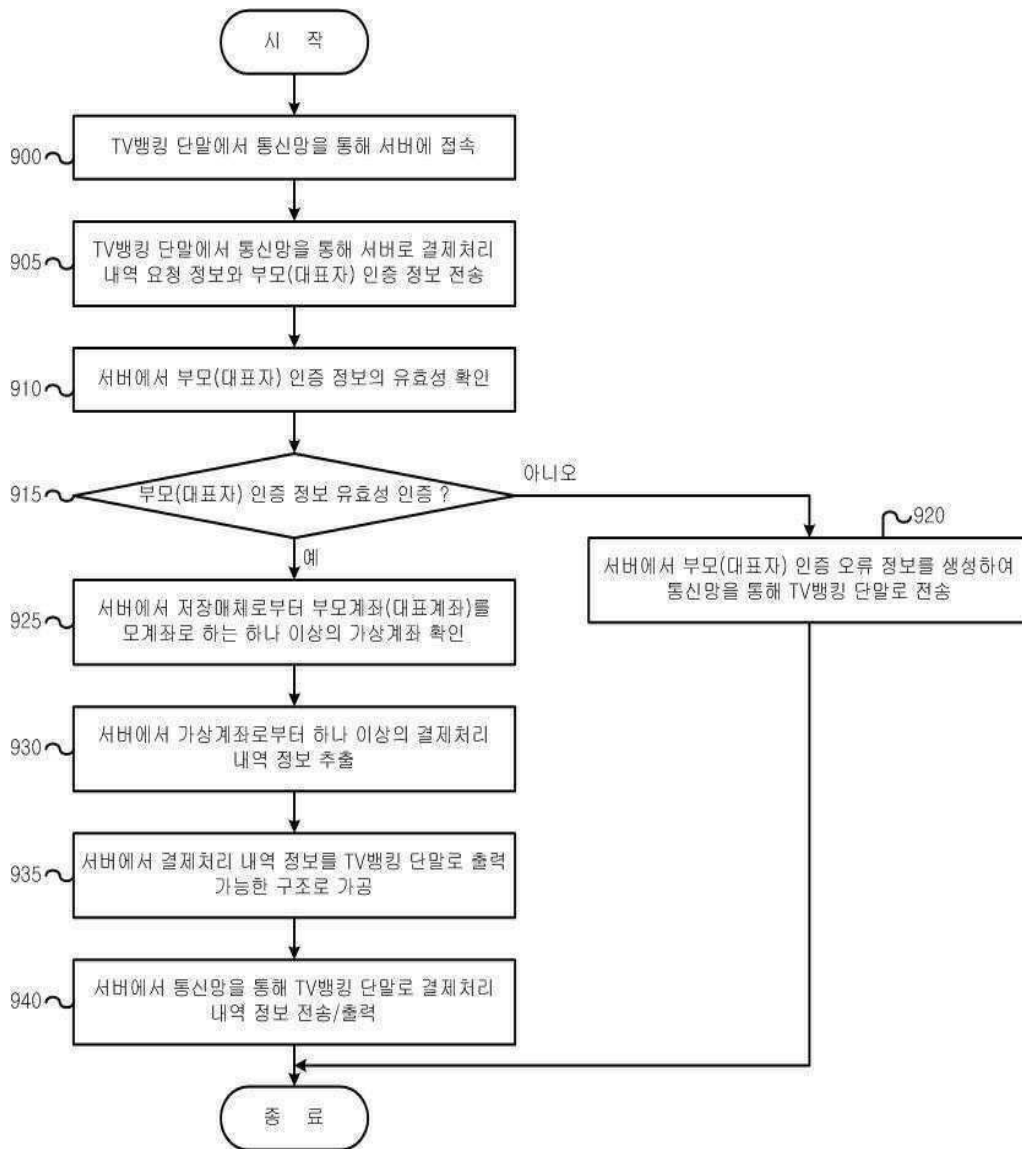 시 작
900
TV뱅킹 단말에서 통신망을 통해 서버에 접속
905
TV뱅킹 단말에서 통신망을 통해 서버로 결제처리
내역 요청 정보와 부모(대표자) 인증 정보 전송
910
서버에서 부모(대표자) 인증 정보의 유효성 확인
915
부모(대표자) 인증 정보 유효성 인증 ?
아니오
예
920
서버에서 부모(대표자) 인증 오류 정보를 생성하여
통신망을 통해 TV뱅킹 단말로 전송
925
서버에서 저장매체로부터 부모계좌(대표계좌)를
모계좌로 하는 하나 이상의 가상계좌 확인
930
서버에서 가상계좌로부터 하나 이상의 결제처리
내역 정보 추출
935
서버에서 결제처리 내역 정보를 TV뱅킹 단말로 출력
가능한 구조로 가공
940
서버에서 통신망을 통해 TV뱅킹 단말로 결제처리
내역 정보 전송/출력
종 료